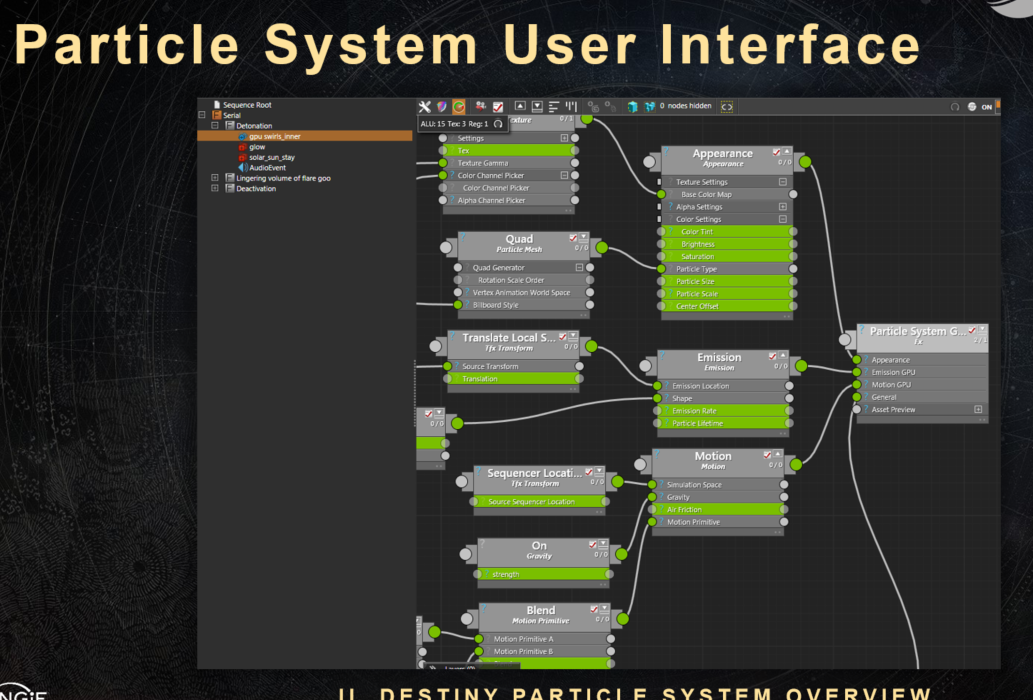 Particle System User Interface
Sequence Root
Serial
Detonation
gpu swirls_inner
glow
solar_sun_stay
AudioEvent
Lingering volume of flare goo
Deactivation
0 nodes hidden
ON
ALU: 15 Tex: 3 Reg: 1
0/1
Settings
Tex
Texture Gamma
Color Channel Picker
Color Channel Picker
Alpha Channel Picker
Quad
Particle Mesh
0/0
Quad Generator
Rotation Scale Order
Vertex Animation World Space
Billboard Style
Translate Local S...
Tfx Transform
0/0
Source Transform
Translation
0/0
Sequencer Locati...
Tfx Transform
0/0
Source Sequencer Location
On
Gravity
0/0
strength
Blend
Motion Primitive
0/0
Motion Primitive A
Motion Primitive B
Appearance
Appearance
0/0
Texture Settings
Base Color Map
Alpha Settings
Color Settings
Color Tint
Brightness
Saturation
Particle Type
Particle Size
Particle Scale
Center Offset
Emission
Emission
0/0
Emission Location
Shape
Emission Rate
Particle Lifetime
Motion
Motion
0/0
Simulation Space
Gravity
Air Friction
Motion Primitive
Particle System G...
Fx
2/2
Appearance
Emission GPU
Motion GPU
General
Asset Preview
II. DESTINY PARTICLE SYSTEM OVERVIEW